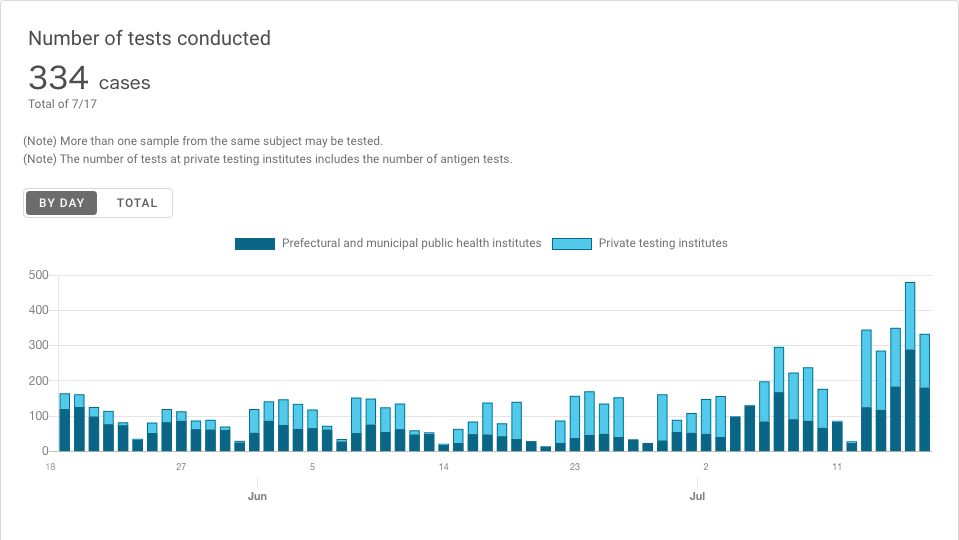 Number of tests conducted
334 cases
Total of 7/17
(Note) More than one sample from the same subject may be tested.
(Note) The number of tests at private testing institutes includes the number of antigen tests.
BY DAY TOTAL
Prefectural and municipal public health institutes Private testing institutes
500
400
300
200
100
0
18 27 5 14 23 2 11
Jun Jul